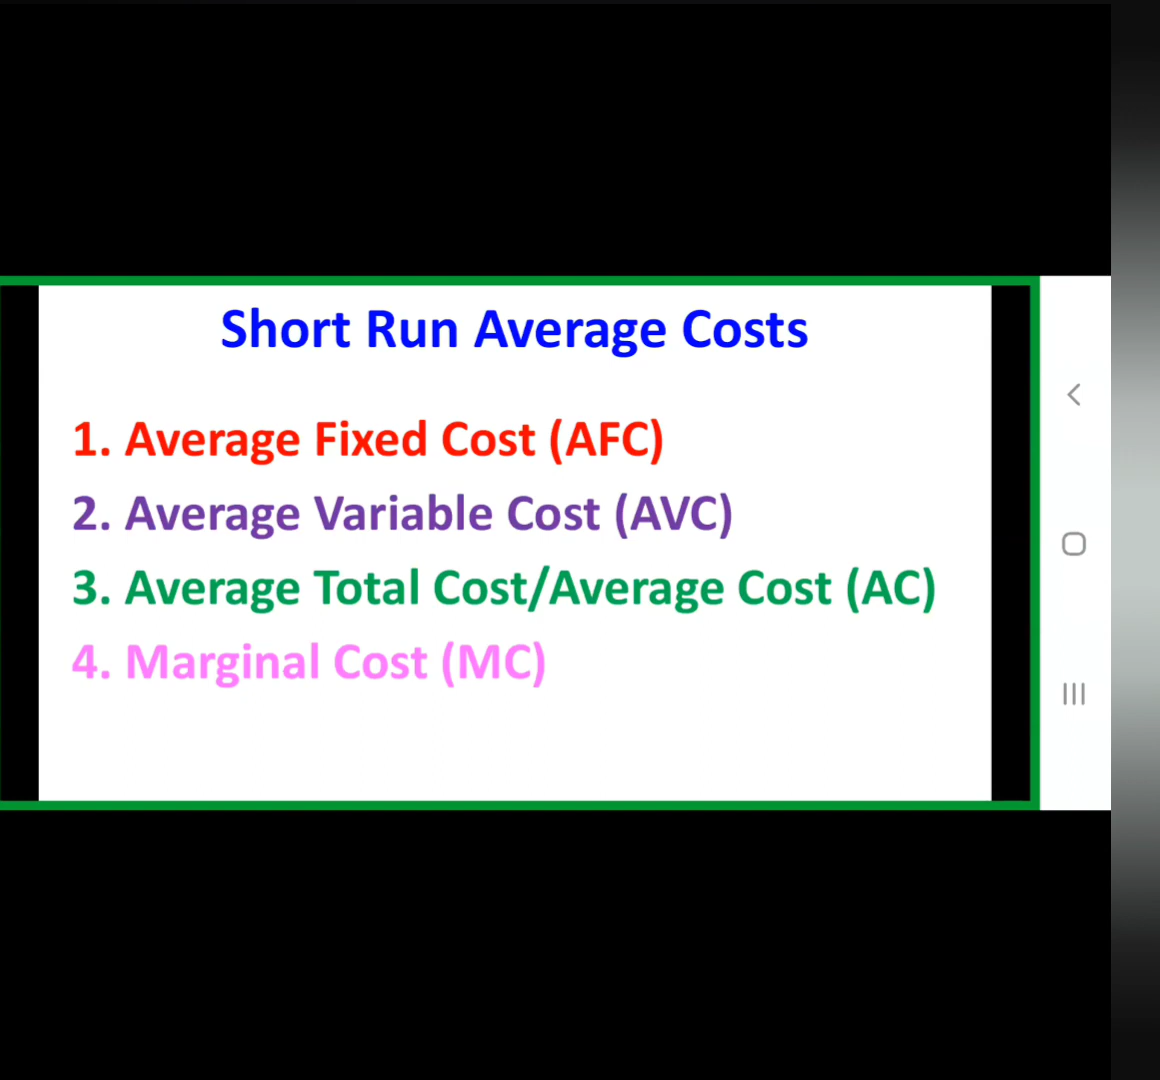 Short Run Average Costs
1. Average Fixed Cost (AFC)
2. Average Variable Cost (AVC)
3. Average Total Cost/Average Cost (AC)
4. Marginal Cost (MC)